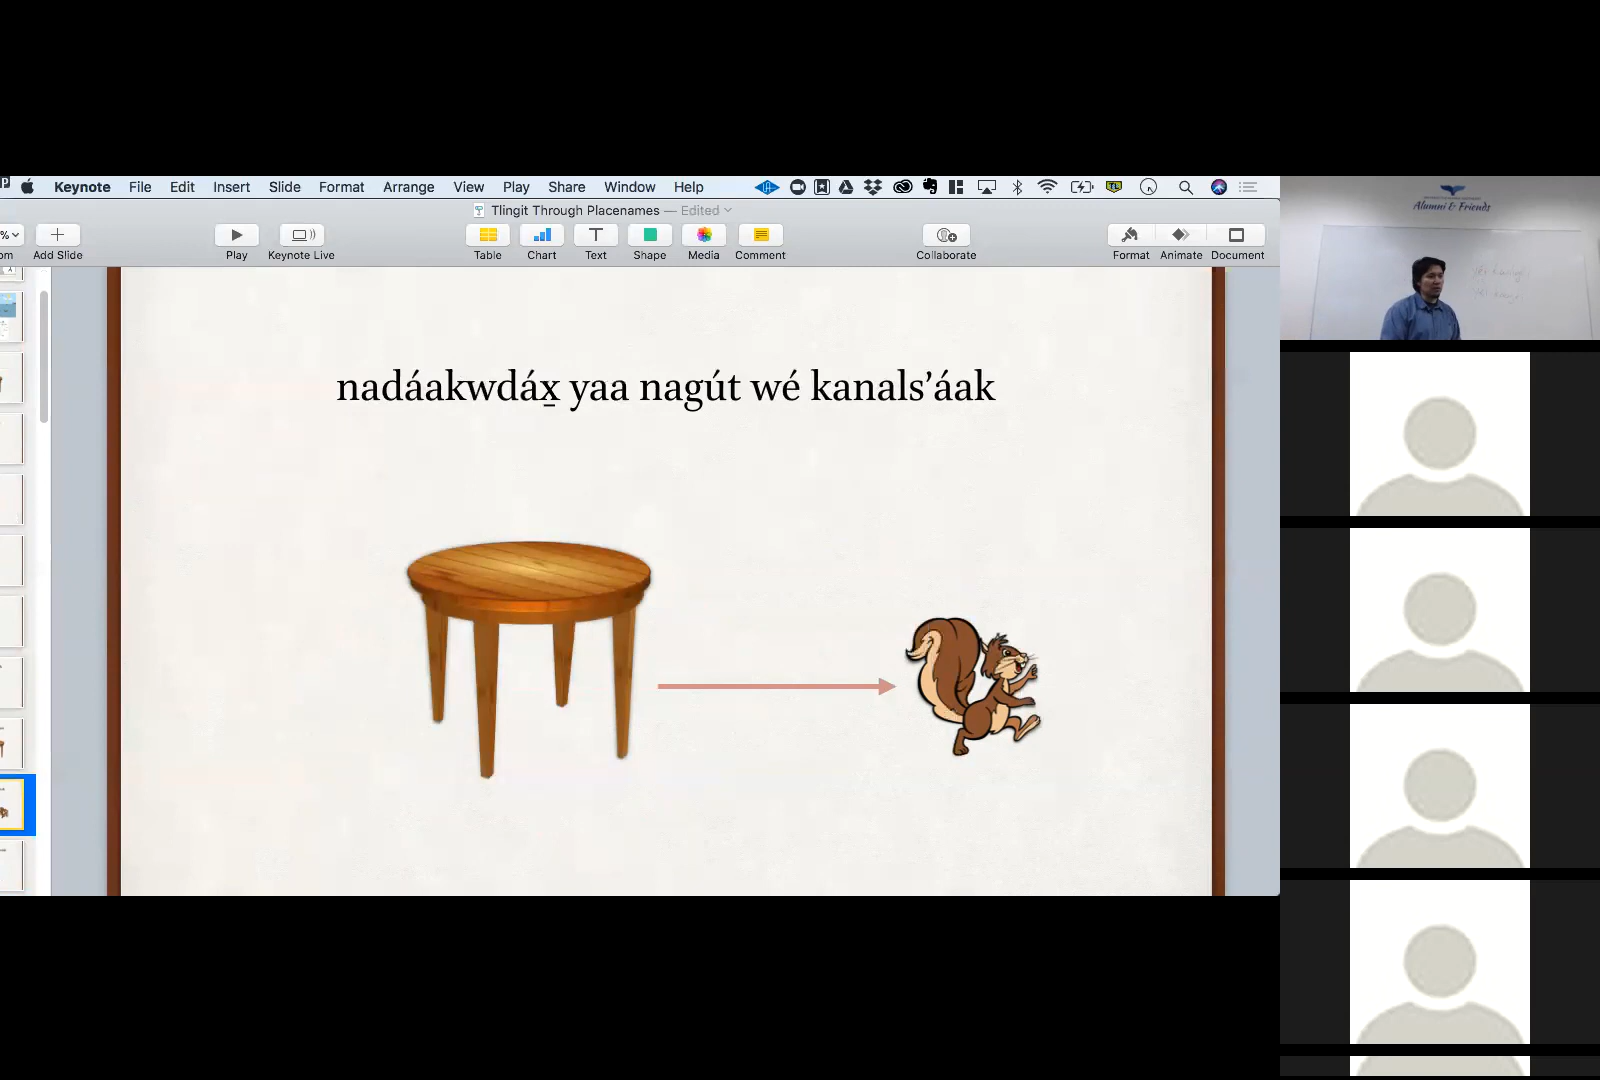 Keynote File Edit Insert Slide Format Arrange View Play Share Window Help
Tlingit Through Placenames — Edited
Add Slide Play Keynote Live Table Chart Text Shape Media Comment Collaborate Format Animate Document
nadáakwdáx̱ yaa nagút wé kanals’áak
Alumni & Friends